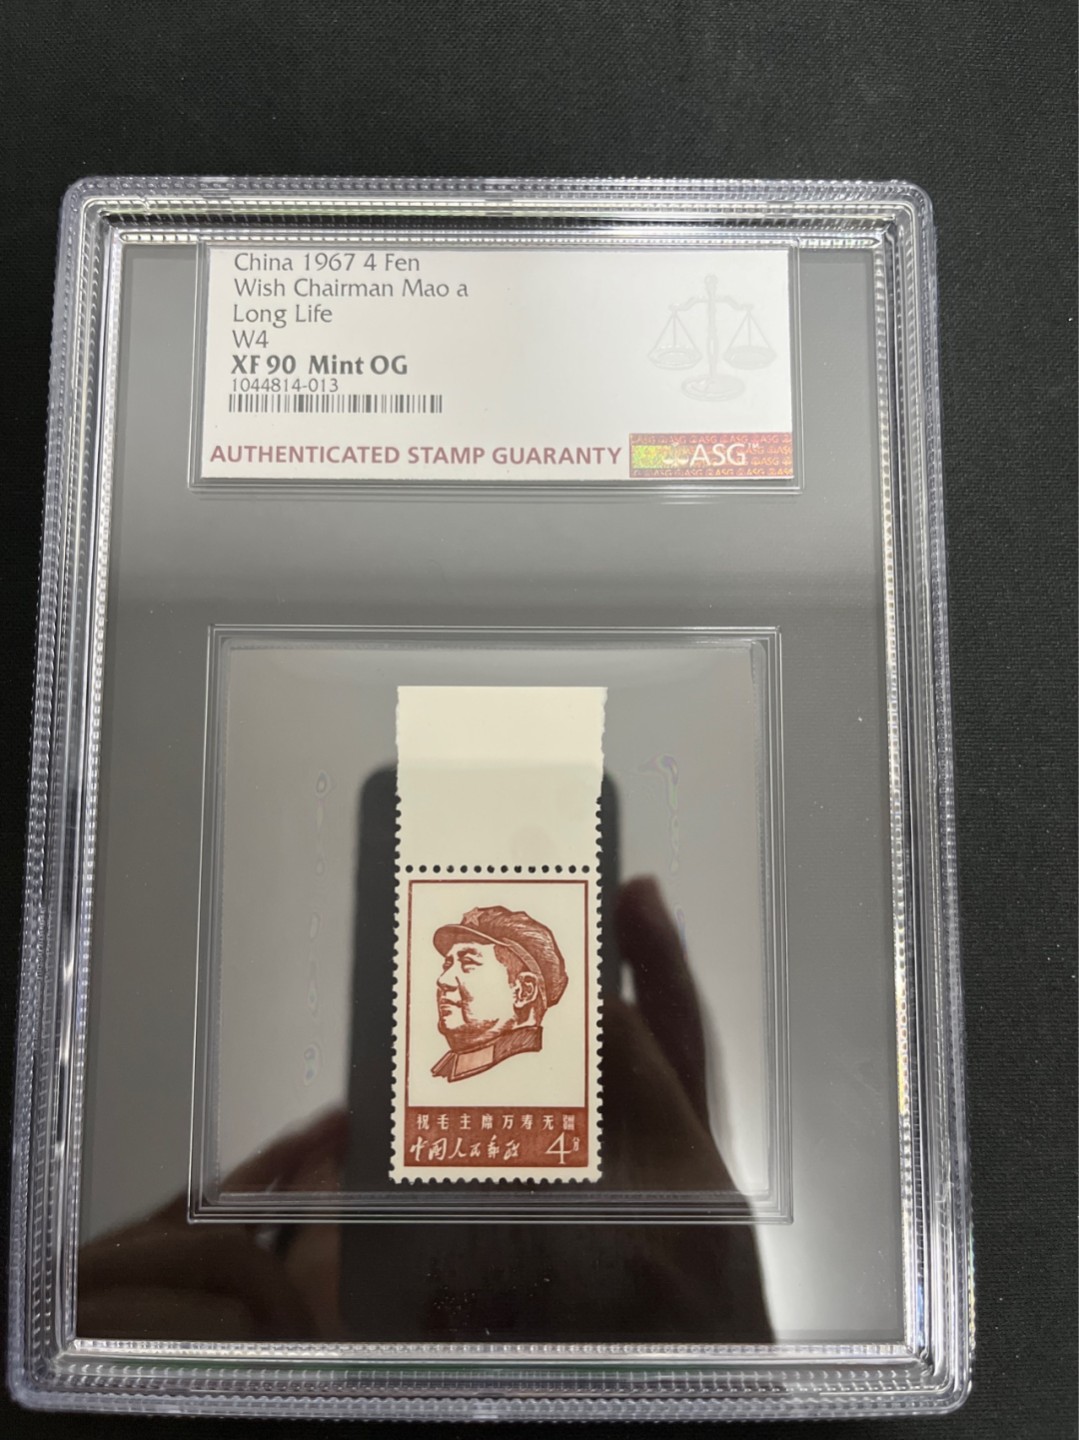 China 1967 4 Fen
Wish Chairman Mao a
Long Life
W4
XF 90 Mint OG
1044814-013
AUTHENTICATED STAMP GUARANTY
ASG™
祝毛主席万寿无疆
中国人民邮政 4分